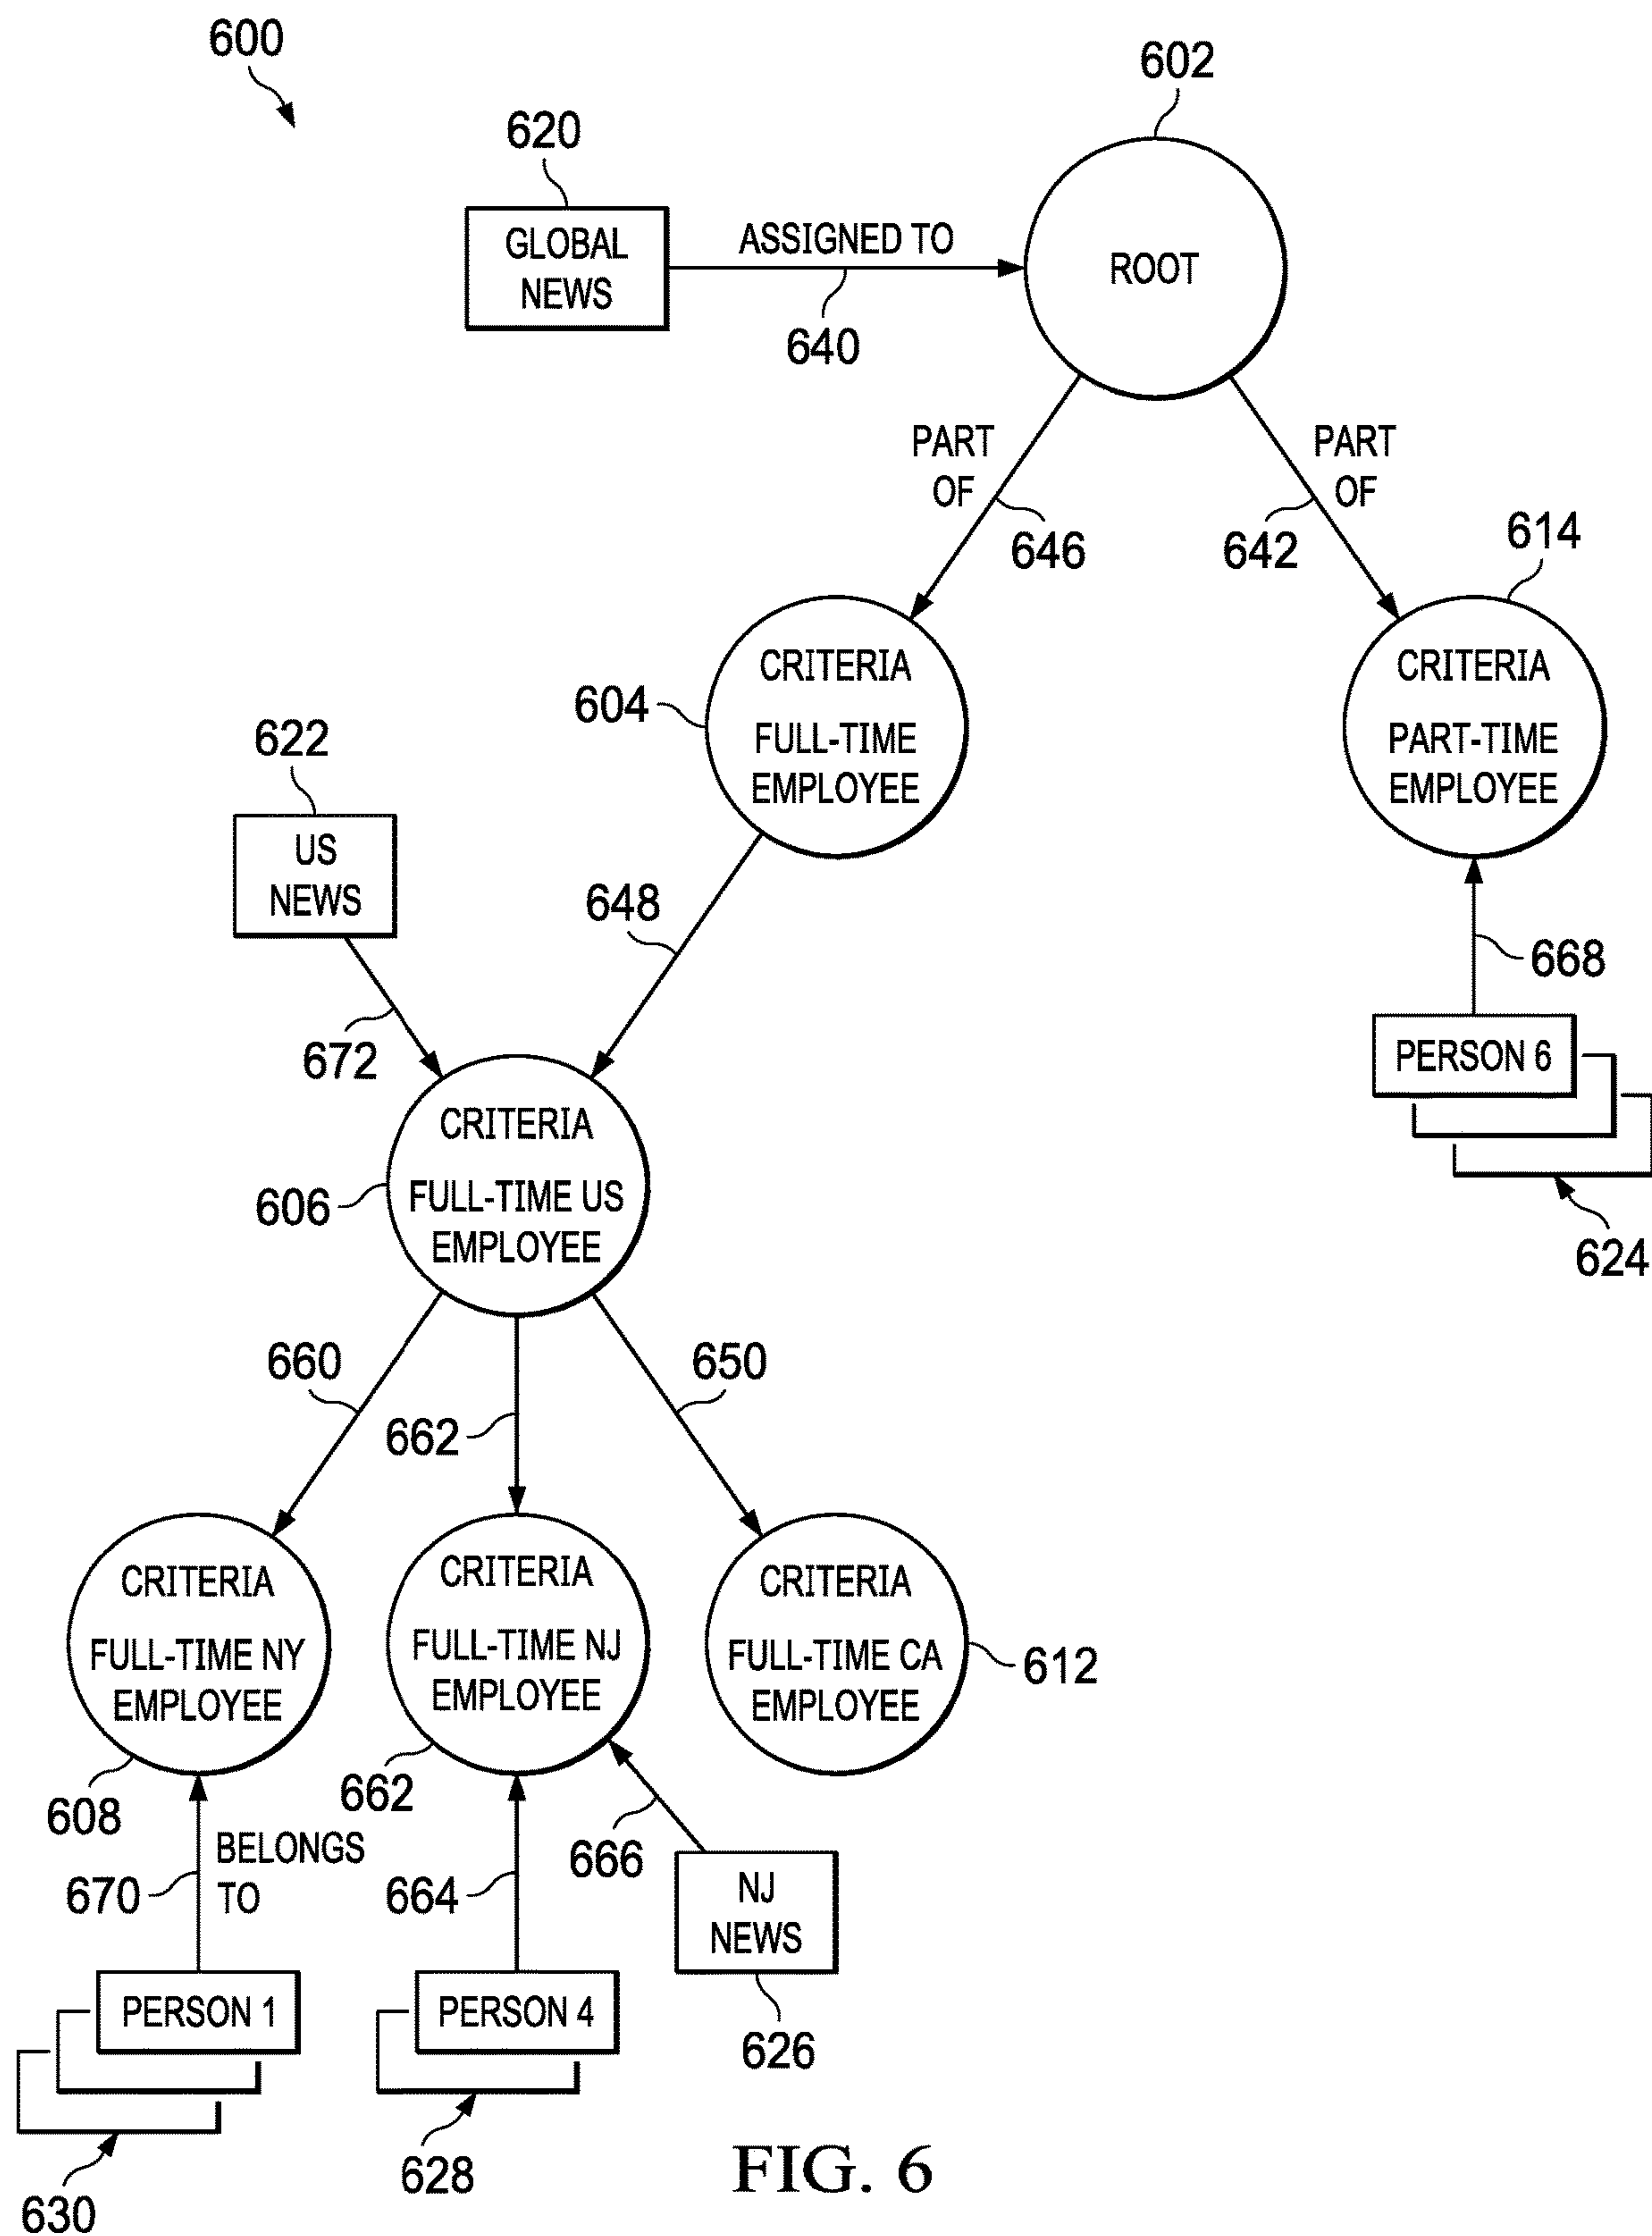 600
602
620
GLOBAL
NEWS
ASSIGNED TO
640
ROOT
PART
OF
646
PART
OF
642
614
604
CRITERIA
FULL-TIME
EMPLOYEE
CRITERIA
PART-TIME
EMPLOYEE
622
US
NEWS
648
672
668
PERSON 6
624
606
CRITERIA
FULL-TIME US
EMPLOYEE
660
662
650
CRITERIA
FULL-TIME NY
EMPLOYEE
608
CRITERIA
FULL-TIME NJ
EMPLOYEE
662
CRITERIA
FULL-TIME CA
EMPLOYEE
612
670
BELONGS
TO
664
666
NJ
NEWS
626
PERSON 1
630
PERSON 4
628
FIG. 6